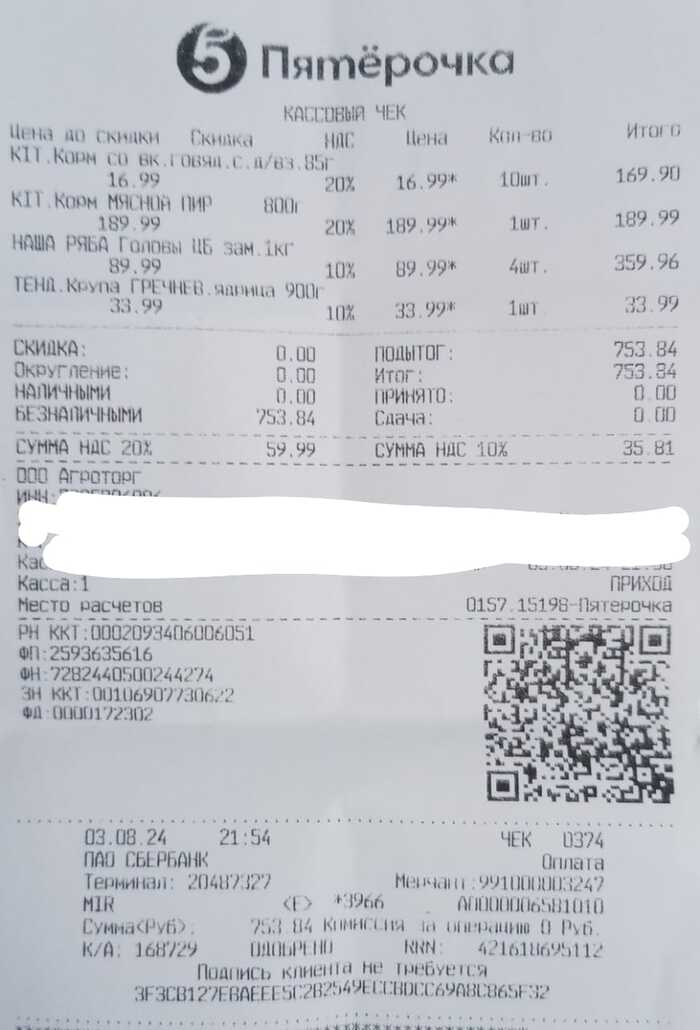 5 Пятёрочка
КАССОВЫЙ ЧЕК
Цена до скидки Скидка НДС Цена Кол-во Итого
KIT.Корм СО ВК.ГОВЯД.С.Д/ВЗ.85Г
16.99 20% 16.99* 10шт. 169.90
KIT.Корм МЯСНОЙ ПИР 800г
189.99 20% 189.99* 1шт. 189.99
НАША РЯБА Головы ЦБ зам.1кг
89.99 10% 89.99* 4шт. 359.96
ТЕНД.Крупа ГРЕЧНЕВ.ядрица 900г
33.99 10% 33.99* 1шт 33.99
СКИДКА: 0.00 ПОДЫТОГ: 753.84
Округление: 0.00 Итог: 753.84
НАЛИЧНЫМИ 0.00 ПРИНЯТО: 0.00
БЕЗНАЛИЧНЫМИ 753.84 Сдача: 0.00
СУММА НДС 20% 59.99 СУММА НДС 10% 35.81
ООО Агроторг
ИНН:
Касса:1 ПРИХОД
Место расчетов 0157.15198-Пятерочка
РН ККТ:0002093406006051
ФП:2593635616
ФН:7282440500244274
ЗН ККТ:00106907730622
ФД:0000172302
03.08.24 21:54 ЧЕК 0374
ПАО СБЕРБАНК Оплата
Терминал: 20487327 Мерчант:991000003247
MIR <E> *3966 A0000006581010
Сумма<Руб>: 753.84 Комиссия за операцию 0 Руб.
К/А: 168729 ОДОБРЕНО RRN: 421618695112
Подпись клиента не требуется
3F3CB127EBAEEE5C2B2549ECCBDCC69A8C865F32